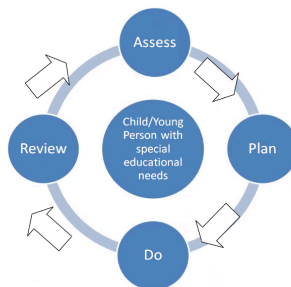 Assess
Child/Young
Person with
special
educational
needs
Review
Plan
Do